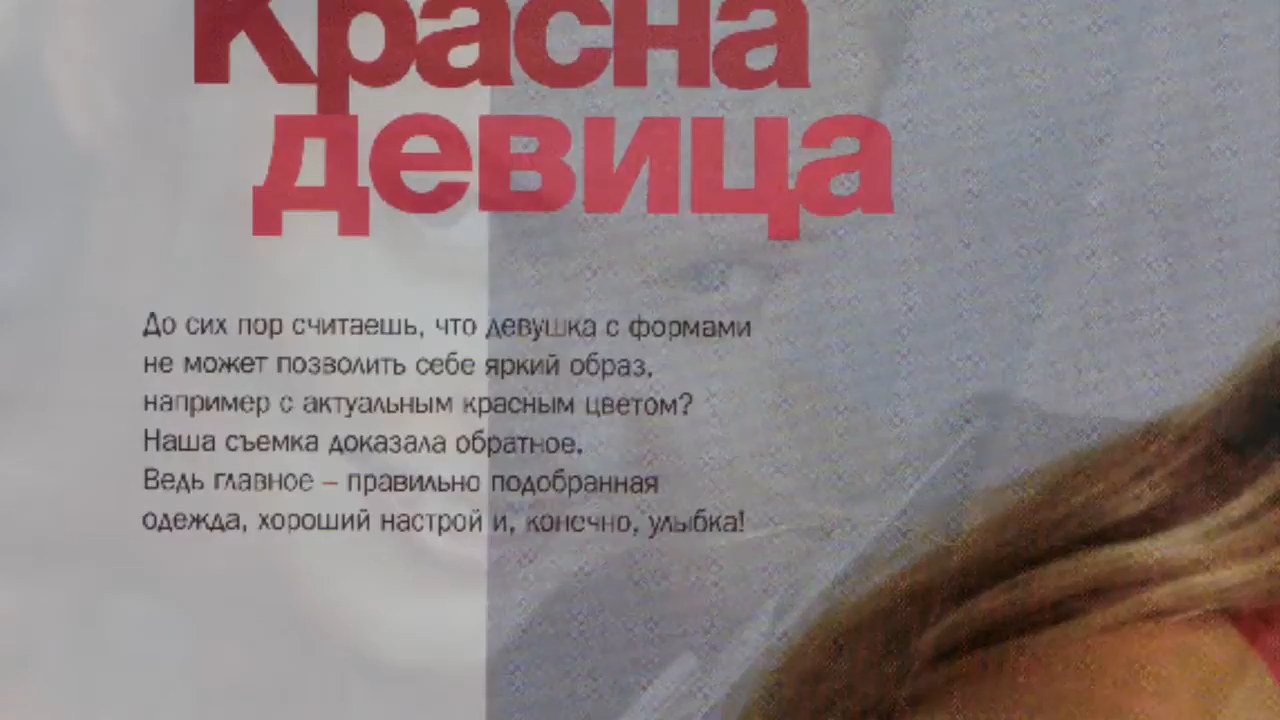 Красна
девица
До сих пор считаешь, что девушка с формами
не может позволить себе яркий образ,
например с актуальным красным цветом?
Наша съемка доказала обратное.
Ведь главное – правильно подобранная
одежда, хороший настрой и, конечно, улыбка!